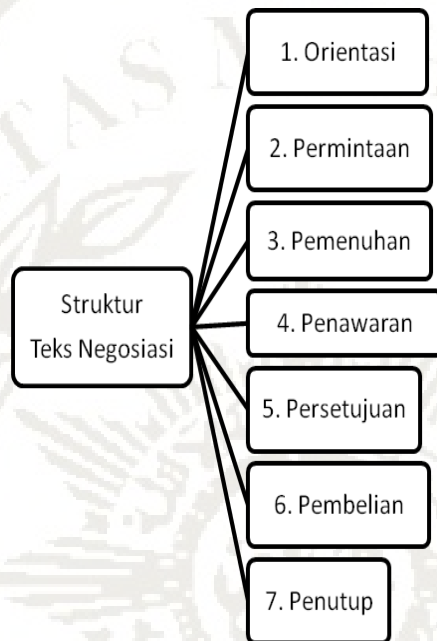 1. Orientasi
2. Permintaan
3. Pemenuhan
Struktur
Teks Negosiasi
4. Penawaran
5. Persetujuan
6. Pembelian
7. Penutup